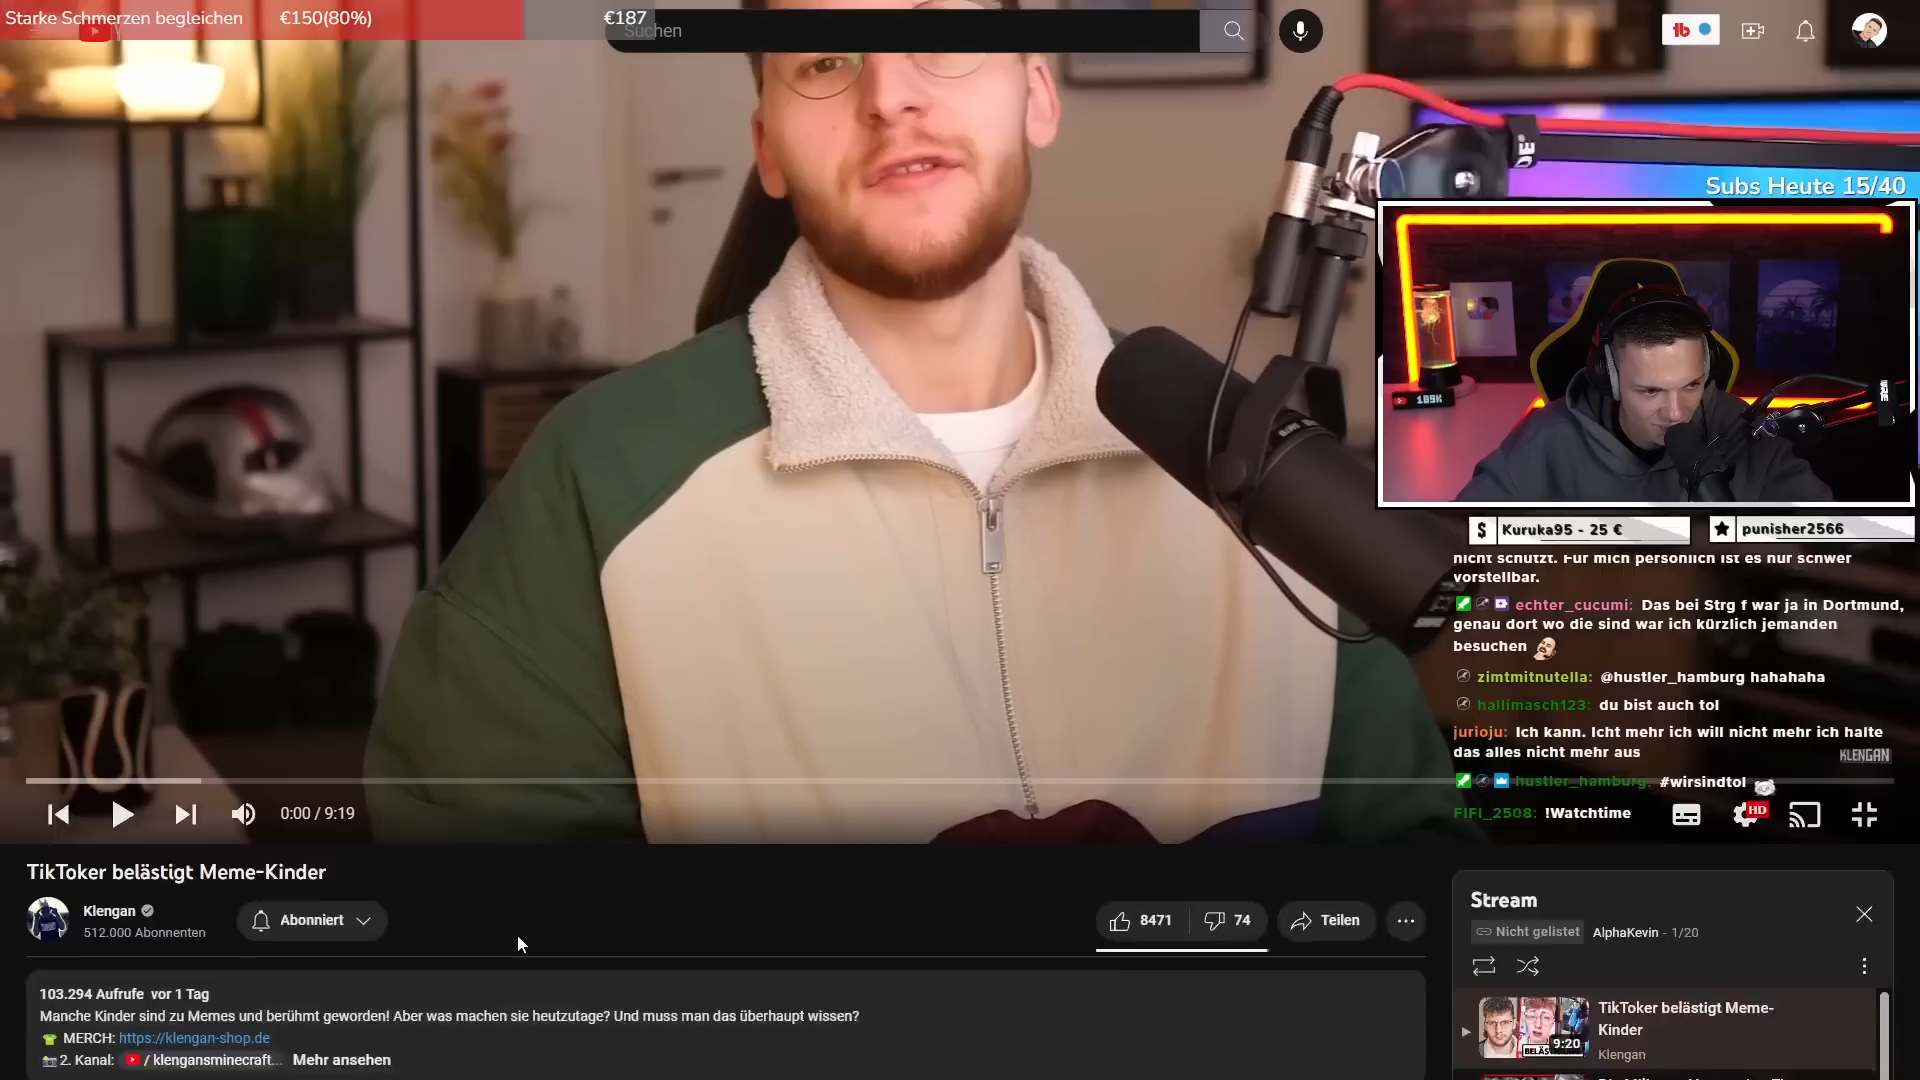 Starke Schmerzen begleichen €150(80%) €187
Suchen
Subs Heute 15/40
189K
$ Kuruka95 - 25 €
punisher2566
nicht schützt. Für mich persönlich ist es nur schwer
vorstellbar.
echter_cucumi: Das bei Strg f war ja in Dortmund,
genau dort wo die sind war ich kürzlich jemanden
besuchen
zimtmitnutella: @hustler_hamburg hahahaha
hallimasch123: du bist auch tol
jurioju: Ich kann. Icht mehr ich will nicht mehr ich halte
das alles nicht mehr aus
KLENGAN
hustler_hamburg: #wirsindtol
FIFI_2508: !Watchtime
HD
0:00 / 9:19
TikToker belästigt Meme-Kinder
Klengan
512.000 Abonnenten
Abonniert
8471
74
Teilen
103.294 Aufrufe vor 1 Tag
Manche Kinder sind zu Memes und berühmt geworden! Aber was machen sie heutzutage? Und muss man das überhaupt wissen?
MERCH: https://klengan-shop.de
2. Kanal: / klengansminecraft... Mehr ansehen
Stream
Nicht gelistet AlphaKevin - 1/20
TikToker belästigt Meme-
Kinder
9:20
Klengan